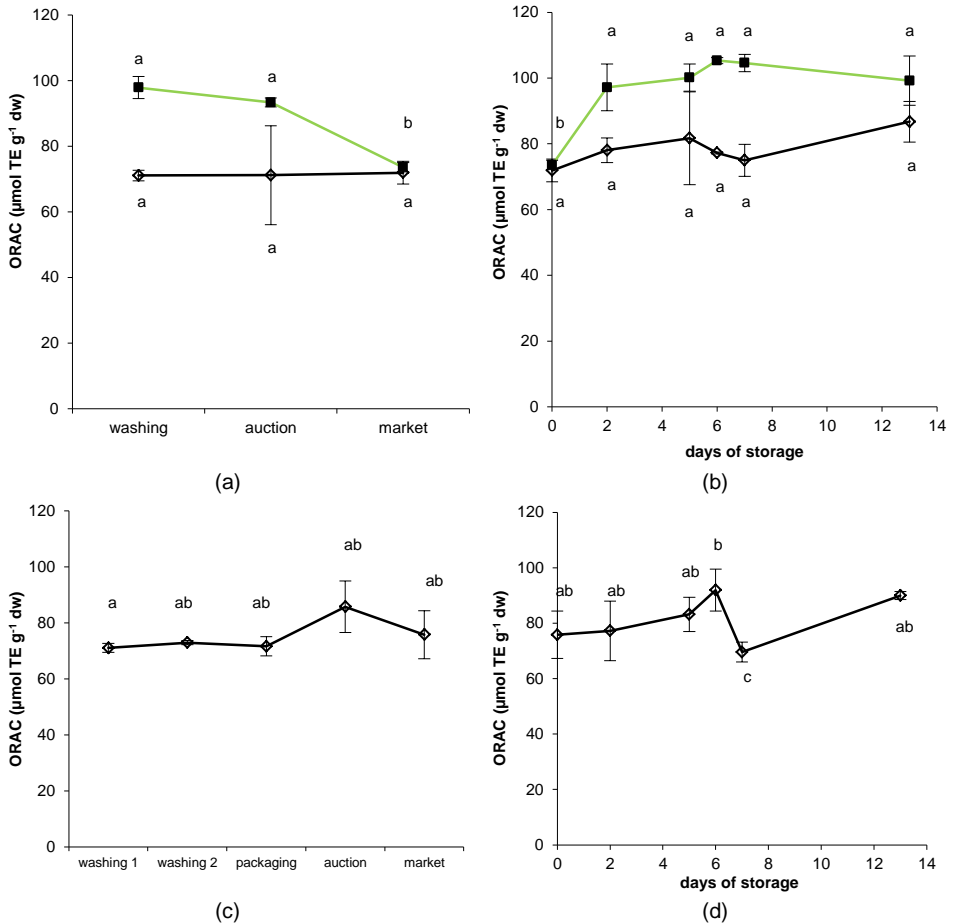 120
100
80
60
40
20
0
ORAC (µmol TE g⁻¹ dw)
a
a
b
a
a
a
washing
auction
market
(a)
120
100
80
60
40
20
0
ORAC (µmol TE g⁻¹ dw)
a
a
a
a
a
b
a
a
a
a
a
a
0
2
4
6
8
10
12
14
days of storage
(b)
120
100
80
60
40
20
0
ORAC (µmol TE g⁻¹ dw)
a
ab
ab
ab
ab
washing 1
washing 2
packaging
auction
market
(c)
120
100
80
60
40
20
0
ORAC (µmol TE g⁻¹ dw)
ab
ab
ab
b
c
ab
0
2
4
6
8
10
12
14
days of storage
(d)